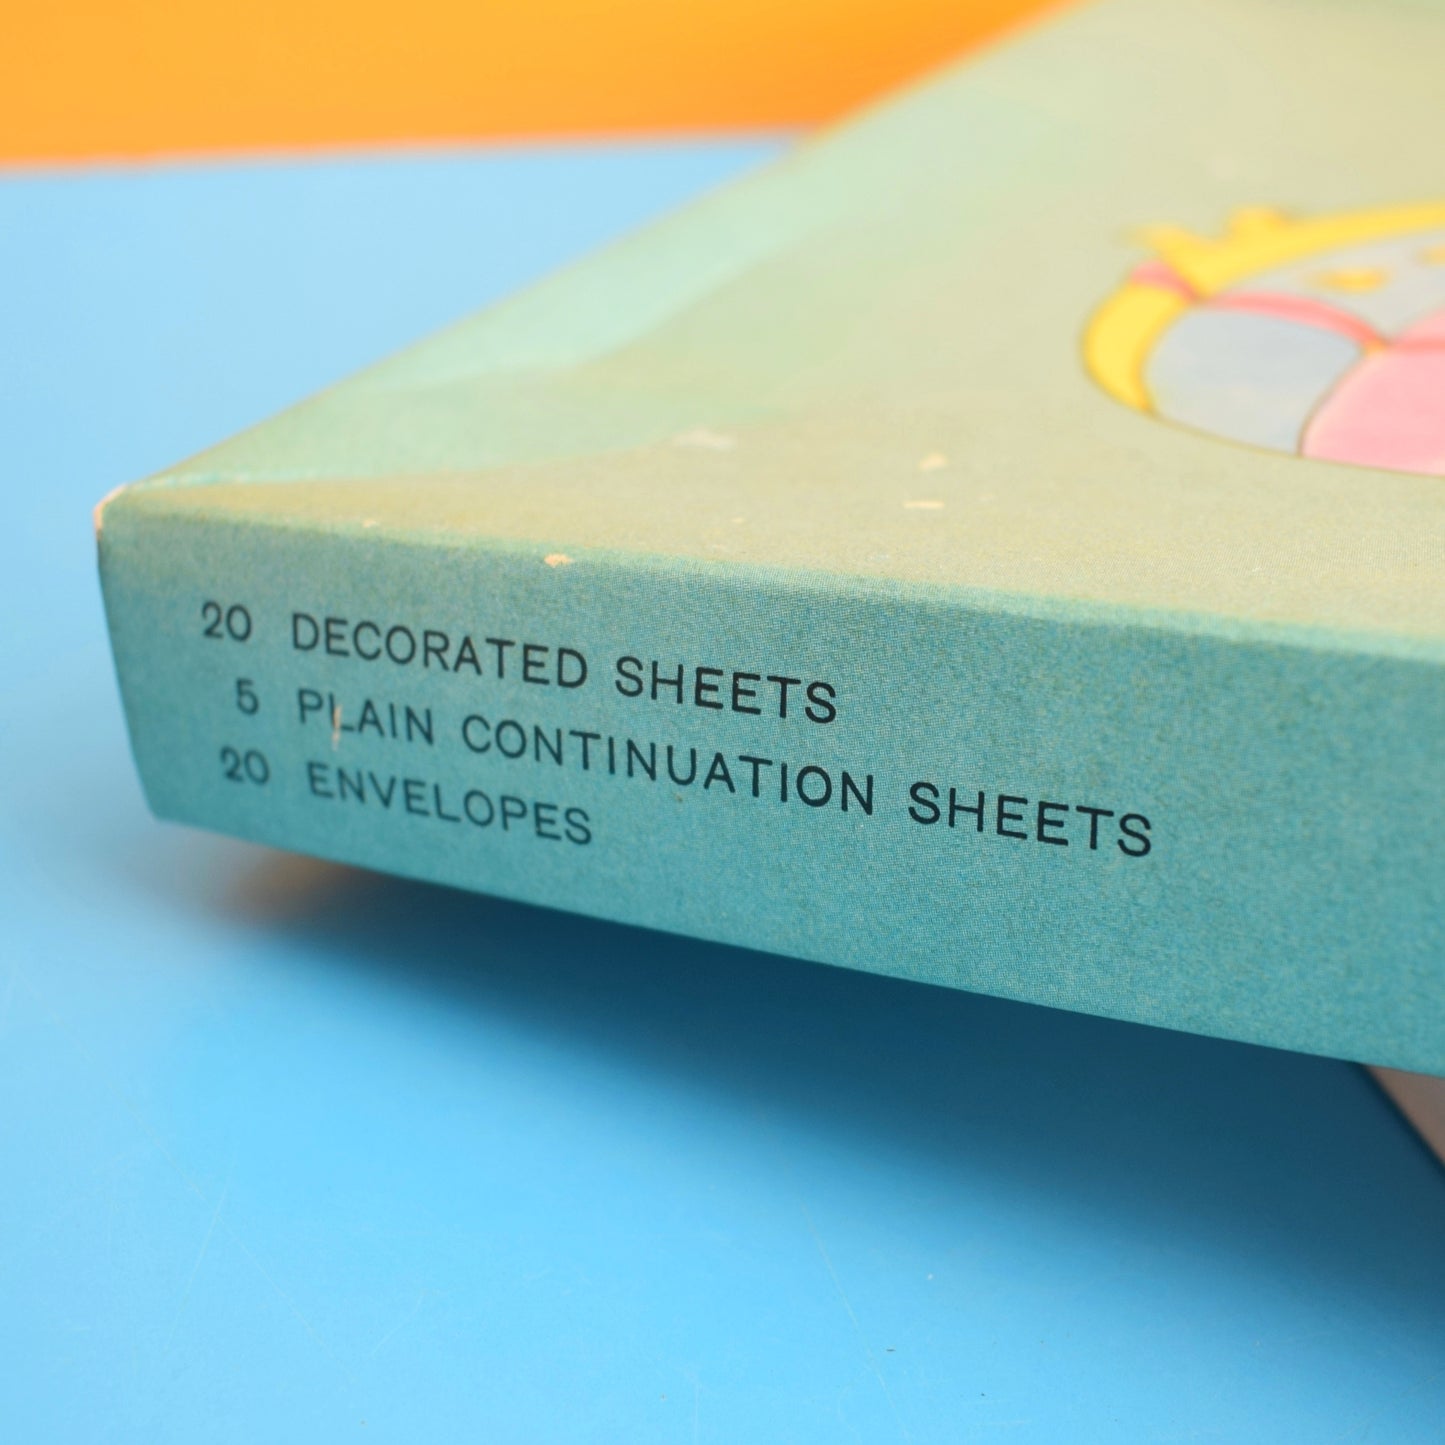 20 DECORATED SHEETS
5 PLAIN CONTINUATION SHEETS
20 ENVELOPES